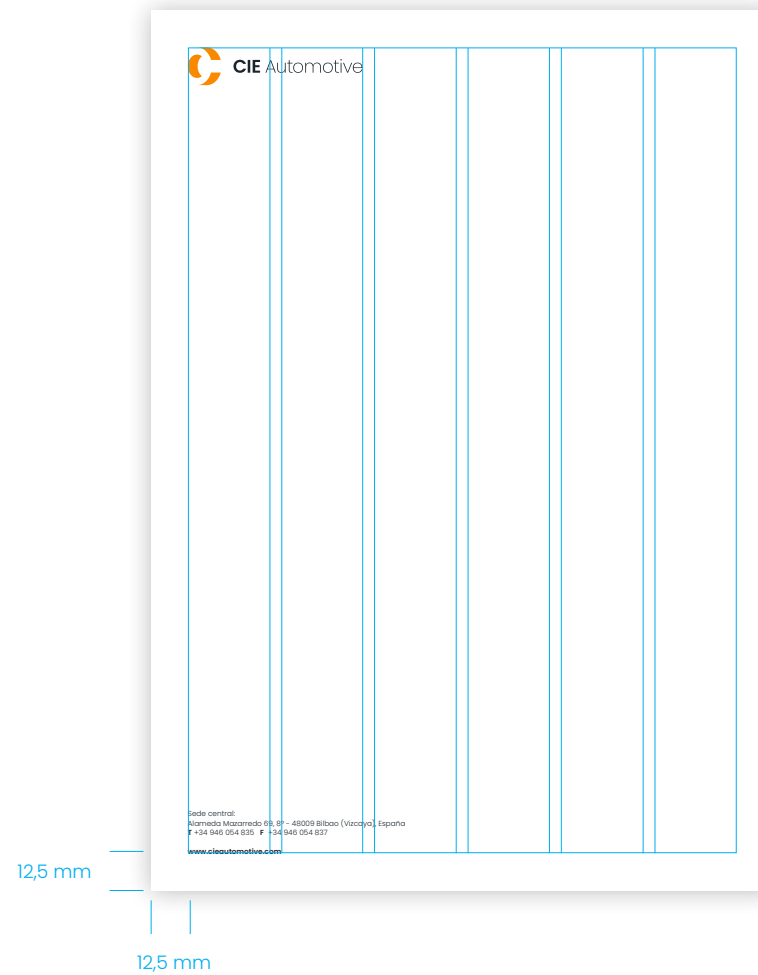 CIE Automotive
Sede central:
Alameda Mazarredo 69, 8º - 48009 Bilbao (Vizcaya), España
T +34 946 054 835 F +34 946 054 837
www.cieautomotive.com
12,5 mm
12,5 mm